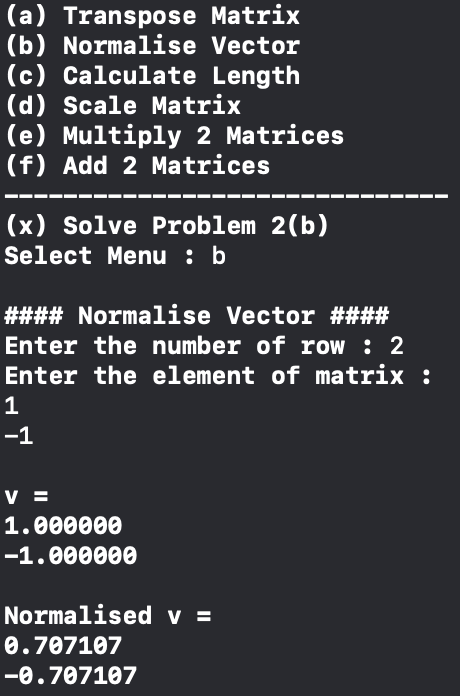 (a) Transpose Matrix
(b) Normalise Vector
(c) Calculate Length
(d) Scale Matrix
(e) Multiply 2 Matrices
(f) Add 2 Matrices
------------------------------
(x) Solve Problem 2(b)
Select Menu : b
#### Normalise Vector ####
Enter the number of row : 2
Enter the element of matrix :
1
-1
v =
1.000000
-1.000000
Normalised v =
0.707107
-0.707107